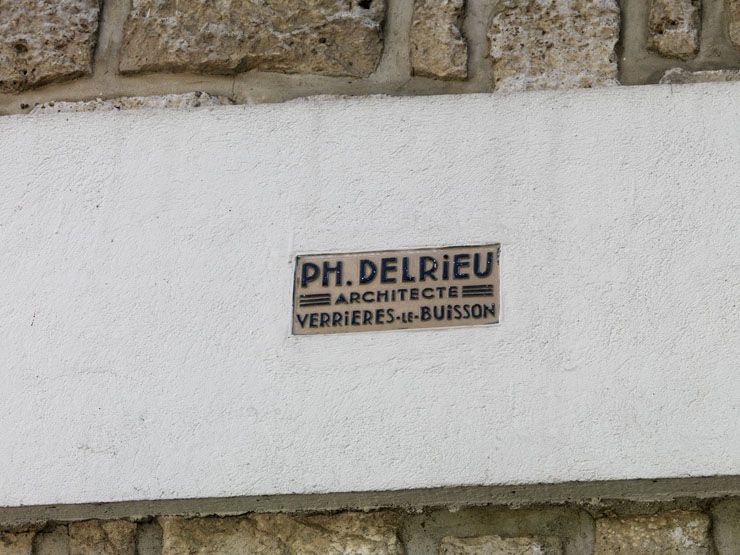 PH. DELRiEU
ARCHITECTE
VERRiERES-LE-BUiSSON